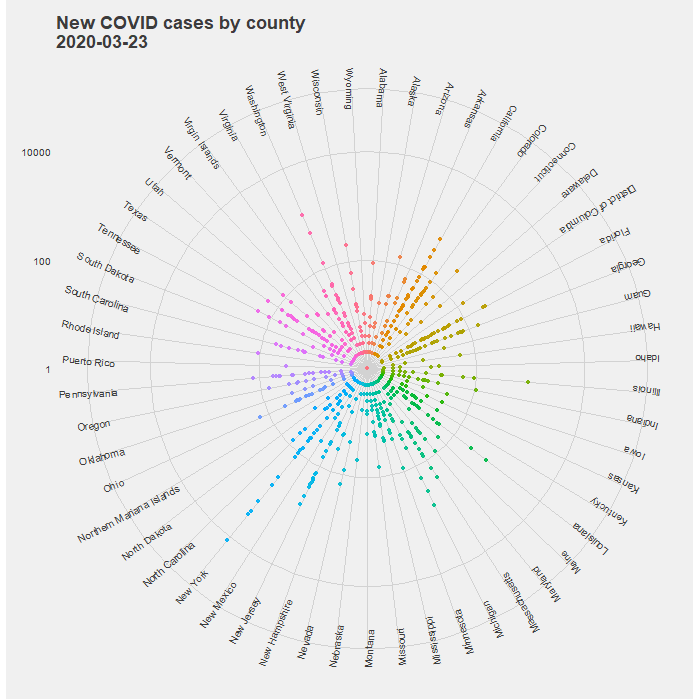 New COVID cases by county
2020-03-23
10000
100
1
Alabama
Alaska
Arizona
Arkansas
California
Colorado
Connecticut
Delaware
District of Columbia
Florida
Georgia
Guam
Hawaii
Idaho
Illinois
Indiana
Iowa
Kansas
Kentucky
Louisiana
Maine
Maryland
Massachusetts
Michigan
Minnesota
Mississippi
Missouri
Montana
Nebraska
Nevada
New Hampshire
New Jersey
New Mexico
New York
North Carolina
North Dakota
Northern Mariana Islands
Ohio
Oklahoma
Oregon
Pennsylvania
Puerto Rico
Rhode Island
South Carolina
South Dakota
Tennessee
Texas
Utah
Vermont
Virgin Islands
Virginia
Washington
West Virginia
Wisconsin
Wyoming